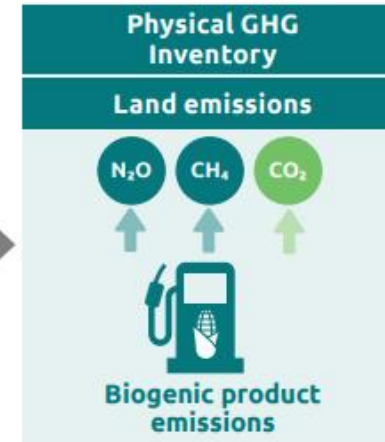 Physical GHG
Inventory
Land emissions
N₂O CH₄ CO₂
Biogenic product
emissions